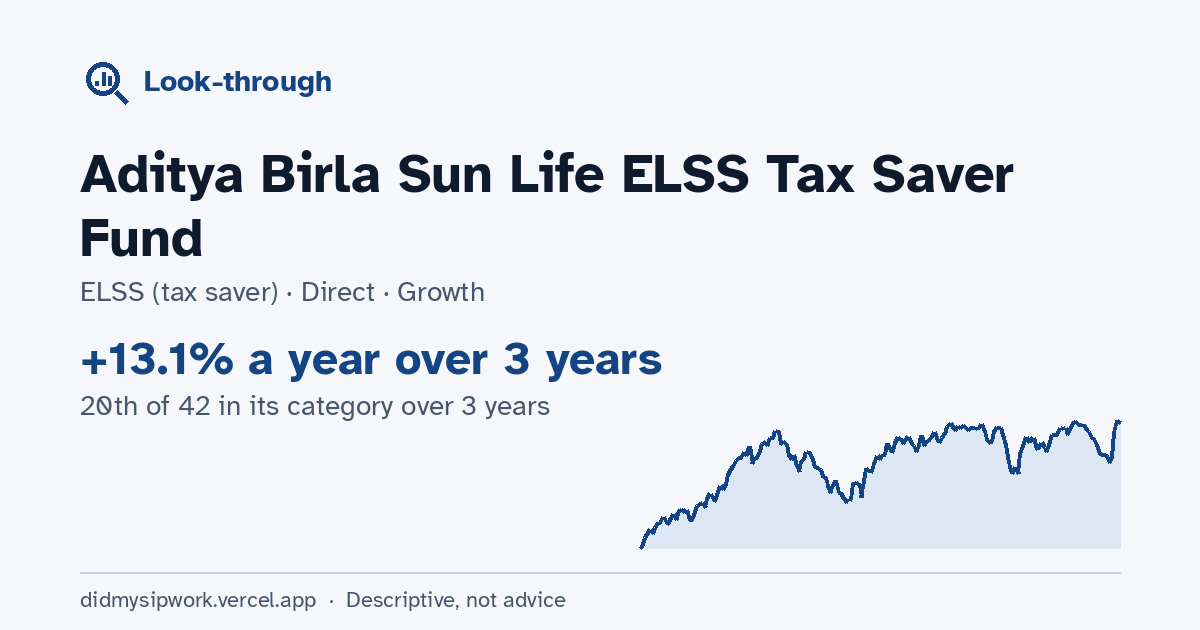 Look-through
Aditya Birla Sun Life ELSS Tax Saver
Fund
ELSS (tax saver) · Direct · Growth
+13.1% a year over 3 years
20th of 42 in its category over 3 years
didmysipwork.vercel.app · Descriptive, not advice